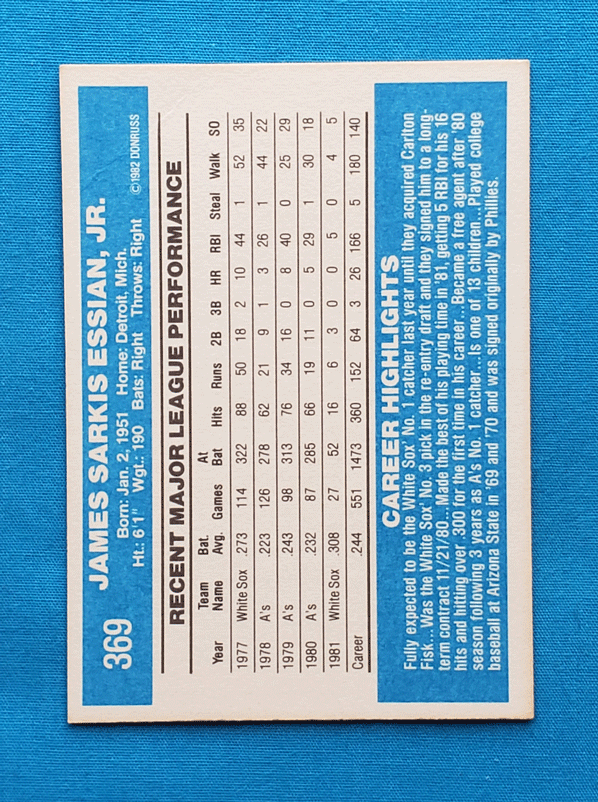 369 JAMES SARKIS ESSIAN, JR.
Born: Jan. 2, 1951 Home: Detroit, Mich.
Ht.: 6'1" Wgt.: 190 Bats: Right Throws: Right ©1982 DONRUSS
RECENT MAJOR LEAGUE PERFORMANCE
Year Team Name Bat. Avg. Games At Bat Hits Runs 2B 3B HR RBI Steal Walk SO
1977 White Sox .273 114 322 88 50 18 2 10 44 1 52 35
1978 A's .223 126 278 62 21 9 1 3 26 1 44 22
1979 A's .243 98 313 76 34 16 0 8 40 0 25 29
1980 A's .232 87 285 66 19 11 0 5 29 1 30 18
1981 White Sox .308 27 52 16 6 3 0 0 5 0 4 5
Career .244 551 1473 360 152 64 3 26 166 5 180 140
CAREER HIGHLIGHTS
Fully expected to be the White Sox' No. 1 catcher last year until they acquired Carlton
Fisk...Was the White Sox' No. 3 pick in the re-entry draft and they signed him to a long-
term contract 11/21/80...Made the best of his playing time in '81, getting 5 RBI for his 16
hits and hitting over .300 for the first time in his career...Became a free agent after '80
season following 3 years as A's No. 1 catcher...Is one of 13 children...Played college
baseball at Arizona State in '69 and '70 and was signed originally by Phillies.